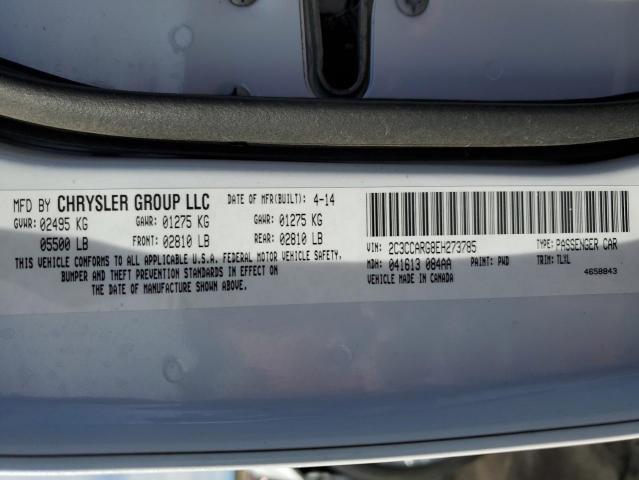 MFD BY CHRYSLER GROUP LLC DATE OF MFR(BUILT): 4-14
GVWR: 02495 KG GAWR: 01275 KG GAWR: 01275 KG
05500 LB FRONT: 02810 LB REAR: 02810 LB
THIS VEHICLE CONFORMS TO ALL APPLICABLE U.S.A. FEDERAL MOTOR VEHICLE SAFETY,
BUMPER AND THEFT PREVENTION STANDARDS IN EFFECT ON
THE DATE OF MANUFACTURE SHOWN ABOVE.
VIN: 2C3CCARG8EH273785 TYPE: PASSENGER CAR
MDH: 041613 084AA PAINT: PWD TRIM: TLXL
VEHICLE MADE IN CANADA 4658843